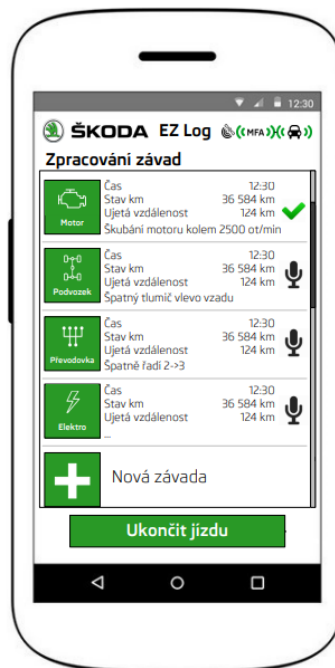 12:30
ŠKODA EZ Log ((MFA)) 
Zpracování závad
Motor
Čas 12:30
Stav km 36 584 km
Ujetá vzdálenost 124 km
Škubání motoru kolem 2500 ot/min
Podvozek
Čas 12:30
Stav km 36 584 km
Ujetá vzdálenost 124 km
Špatný tlumič vlevo vzadu
Převodovka
Čas 12:30
Stav km 36 584 km
Ujetá vzdálenost 124 km
Špatně řadí 2->3
Elektro
Čas 12:30
Stav km 36 584 km
Ujetá vzdálenost 124 km
...
Nová závada
Ukončit jízdu